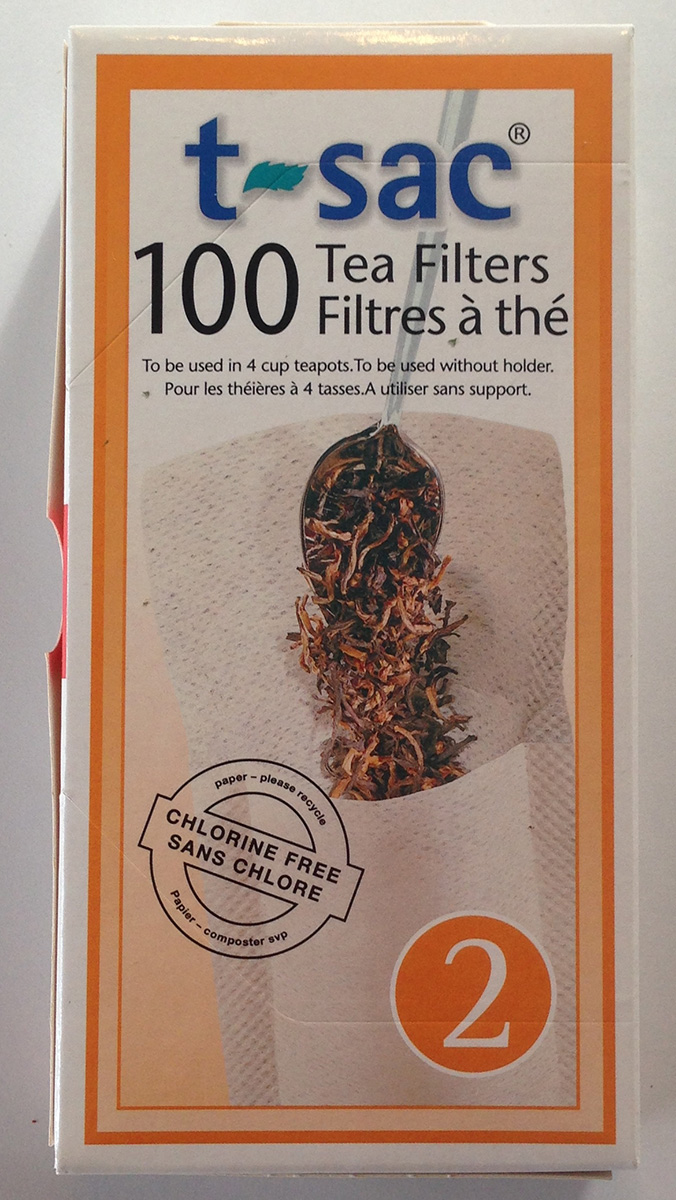 t-sac®
100 Tea Filters
Filtres à thé
To be used in 4 cup teapots.To be used without holder.
Pour les théières à 4 tasses.A utiliser sans support.
paper – please recycle
CHLORINE FREE
SANS CHLORE
Papier – composter svp
2